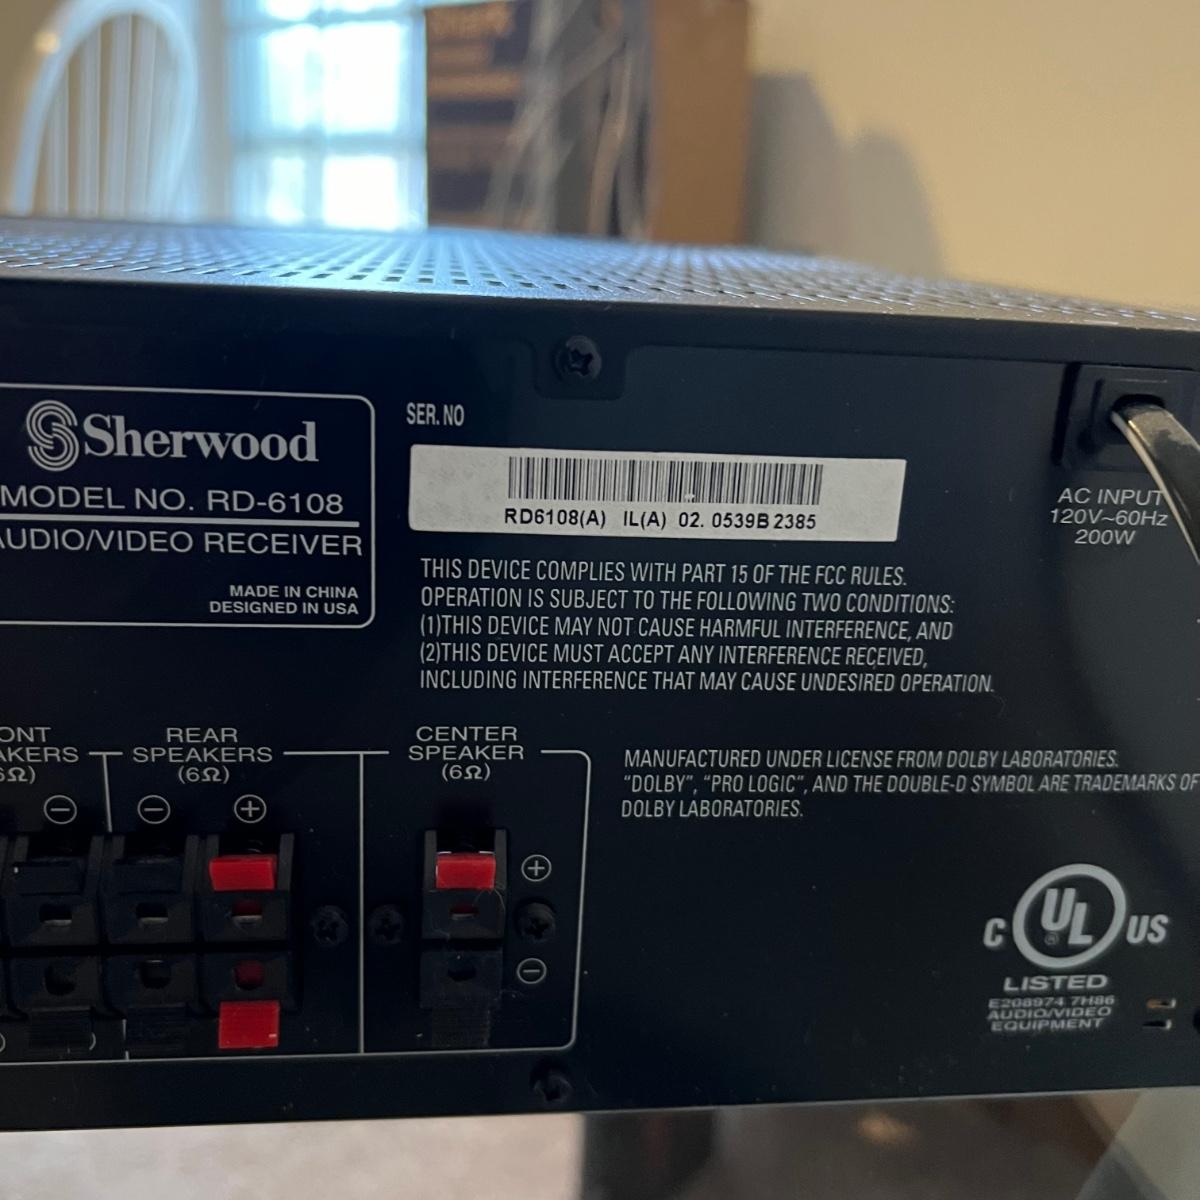 Sherwood
MODEL NO. RD-6108
AUDIO/VIDEO RECEIVER
MADE IN CHINA
DESIGNED IN USA
SER. NO
RD6108(A) IL(A) 02. 0539B2385
THIS DEVICE COMPLIES WITH PART 15 OF THE FCC RULES.
OPERATION IS SUBJECT TO THE FOLLOWING TWO CONDITIONS:
(1)THIS DEVICE MAY NOT CAUSE HARMFUL INTERFERENCE, AND
(2)THIS DEVICE MUST ACCEPT ANY INTERFERENCE RECEIVED,
INCLUDING INTERFERENCE THAT MAY CAUSE UNDESIRED OPERATION.
AC INPUT
120V~60Hz
200W
ONT
AKERS
6Ω)
REAR
SPEAKERS
(6Ω)
CENTER
SPEAKER
(6Ω)
− − +
+
−
MANUFACTURED UNDER LICENSE FROM DOLBY LABORATORIES.
"DOLBY", "PRO LOGIC", AND THE DOUBLE-D SYMBOL ARE TRADEMARKS OF
DOLBY LABORATORIES.
C UL ® US
LISTED
E208974 7H86
AUDIO/VIDEO
EQUIPMENT